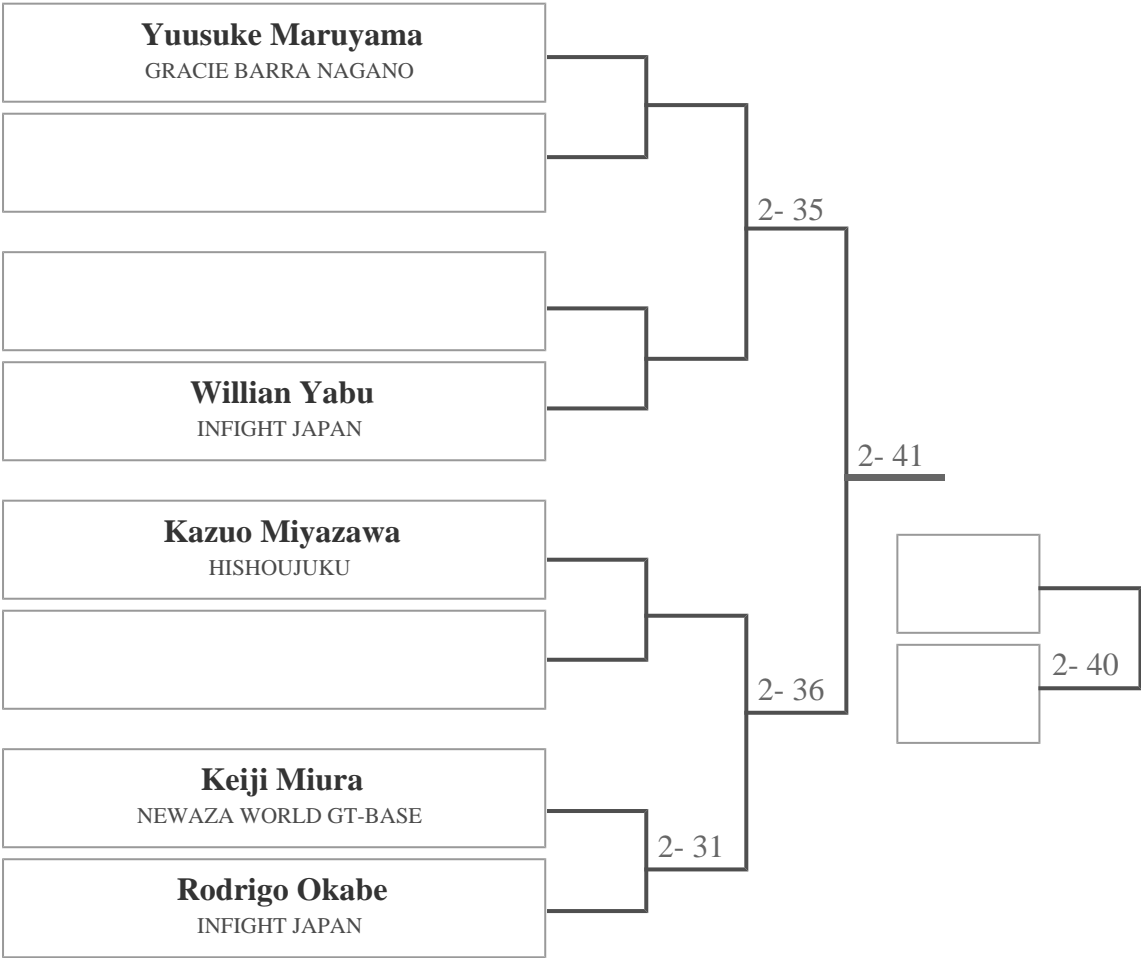 Yuusuke Maruyama
GRACIE BARRA NAGANO
2- 35
Willian Yabu
INFIGHT JAPAN
2- 41
Kazuo Miyazawa
HISHOUJUKU
2- 40
2- 36
Keiji Miura
NEWAZA WORLD GT-BASE
2- 31
Rodrigo Okabe
INFIGHT JAPAN